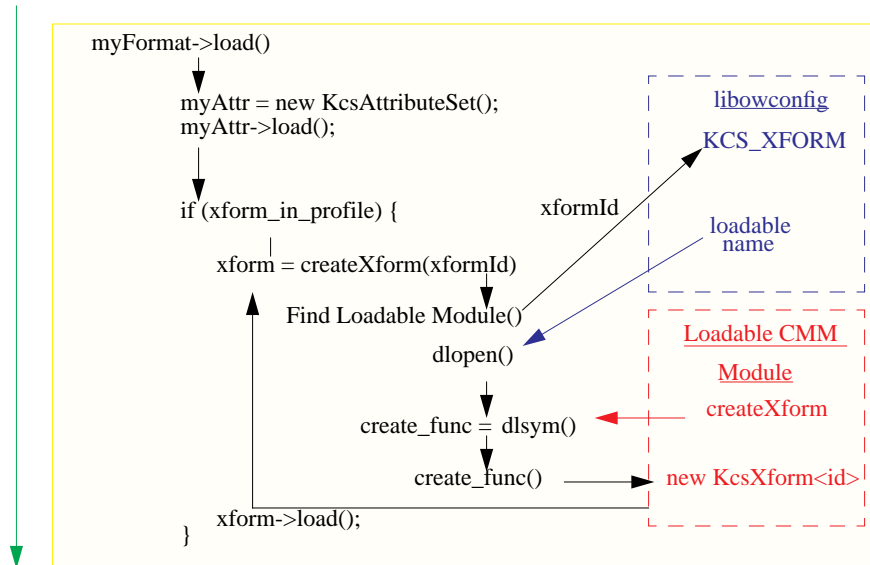 myFormat->load()
myAttr = new KcsAttributeSet();
myAttr->load();
libowconfig
KCS_XFORM
if (xform_in_profile) {
xformId
loadable
name
xform = createXform(xformId)
Find Loadable Module()
dlopen()
Loadable CMM
Module
createXform
create_func = dlsym()
create_func()
new KcsXform<id>
xform->load();
}